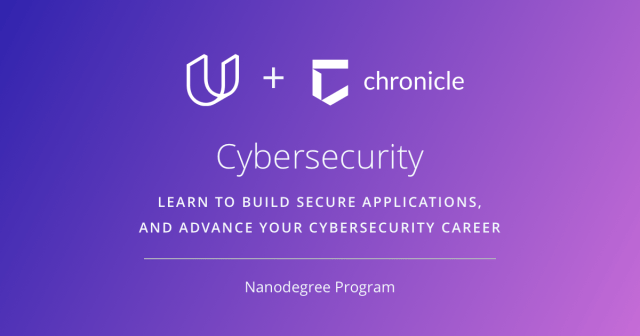 + chronicle
Cybersecurity
LEARN TO BUILD SECURE APPLICATIONS,
AND ADVANCE YOUR CYBERSECURITY CAREER
Nanodegree Program